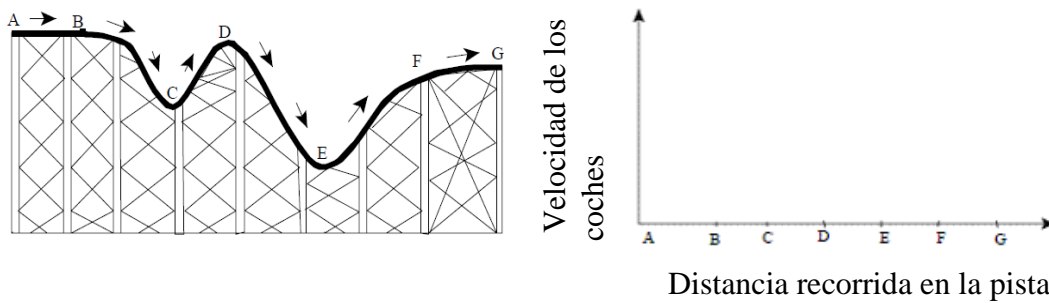 A
B
C
D
E
F
G
Velocidad de los
coches
A B C D E F G
Distancia recorrida en la pista